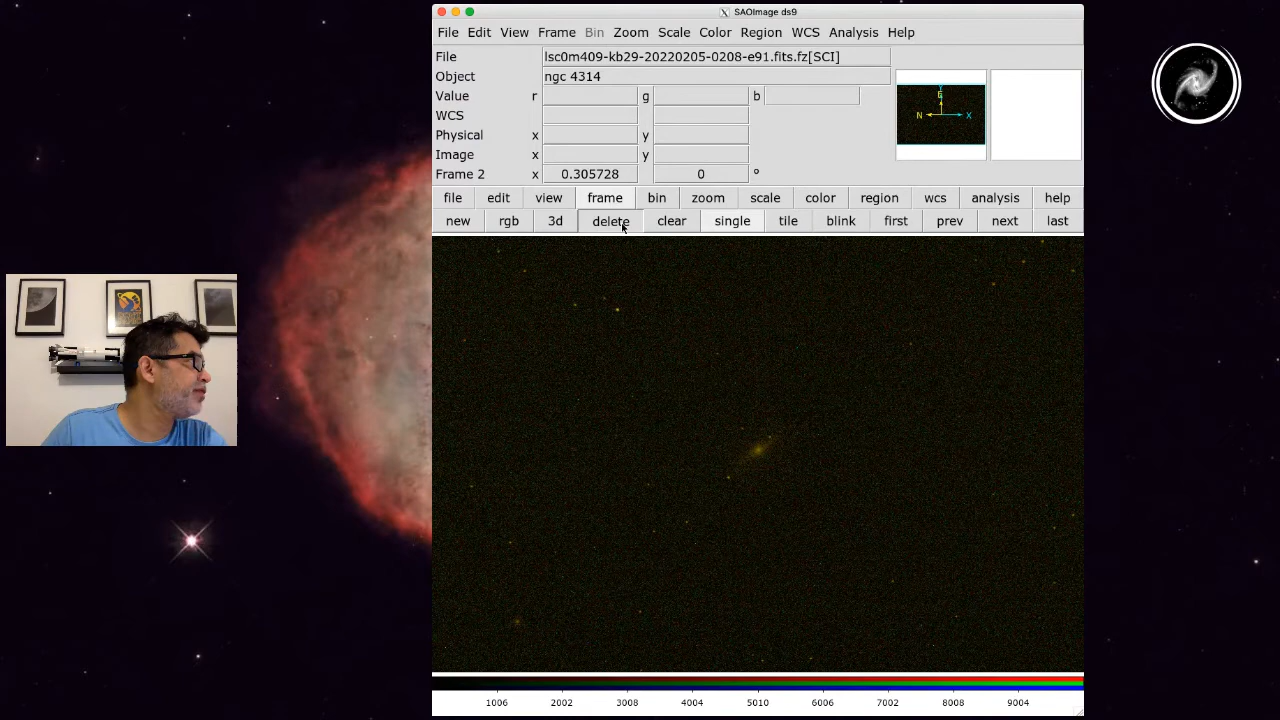 SAOImage ds9
File Edit View Frame Bin Zoom Scale Color Region WCS Analysis Help
File lsc0m409-kb29-20220205-0208-e91.fits.fz[SCI]
Object ngc 4314
Value r g b
WCS
Physical x y
Image x y
Frame 2 x 0.305728 0 °
Y
E
N X
file edit view frame bin zoom scale color region wcs analysis help
new rgb 3d delete clear single tile blink first prev next last
1006 2002 3008 4004 5010 6006 7002 8008 9004